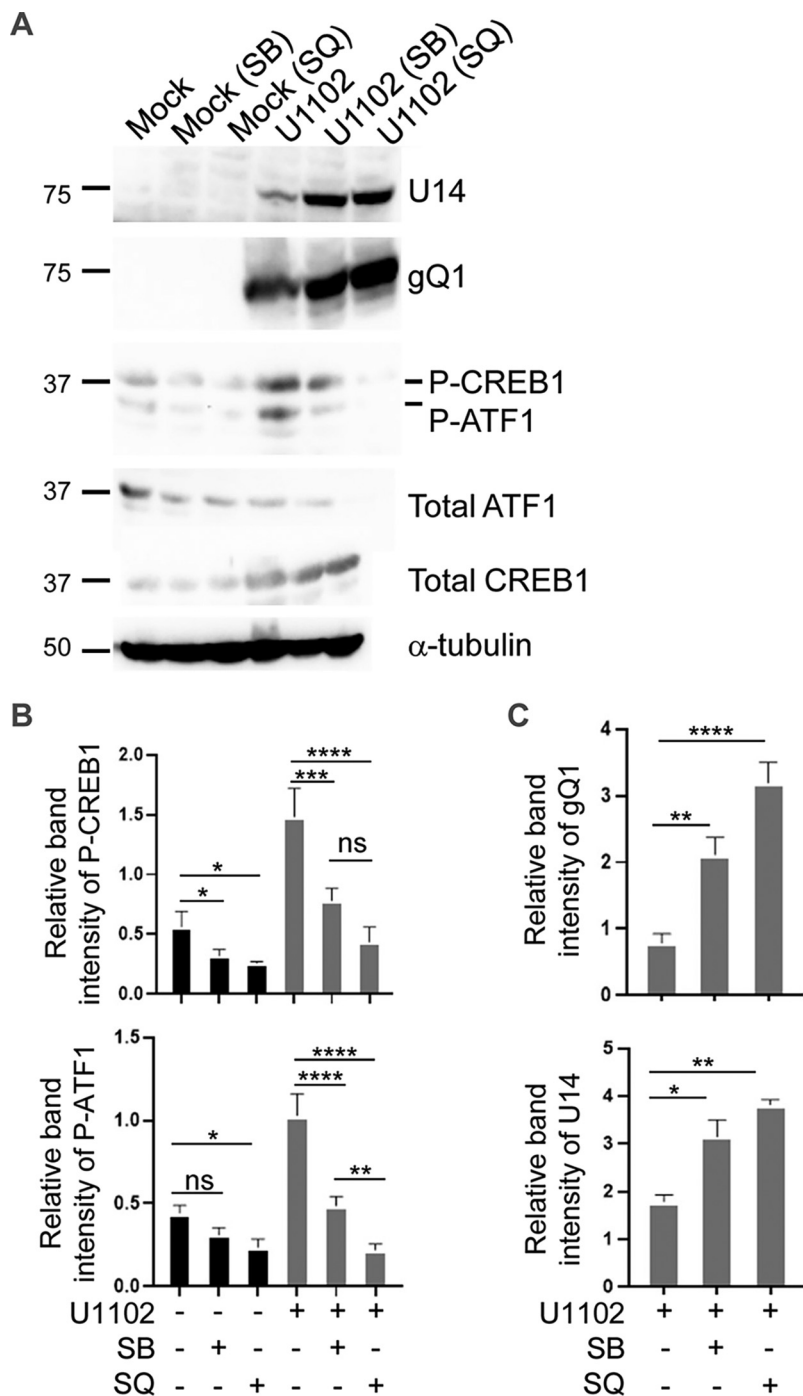 A
Mock
Mock (SB)
Mock (SQ)
U1102
U1102 (SB)
U1102 (SQ)
75
U14
75
gQ1
37
P-CREB1
P-ATF1
37
Total ATF1
37
Total CREB1
50
α-tubulin
B
Relative band
intensity of P-CREB1
2.0
1.5
1.0
0.5
0.0
*
*
****
***
ns
Relative band
intensity of P-ATF1
1.5
1.0
0.5
0.0
*
ns
****
****
**
U1102 - - - + + +
SB - + - - + -
SQ - - + - - +
C
Relative band
intensity of gQ1
4
3
2
1
0
****
**
Relative band
intensity of U14
5
4
3
2
1
0
**
*
+ + +
- + -
- - +